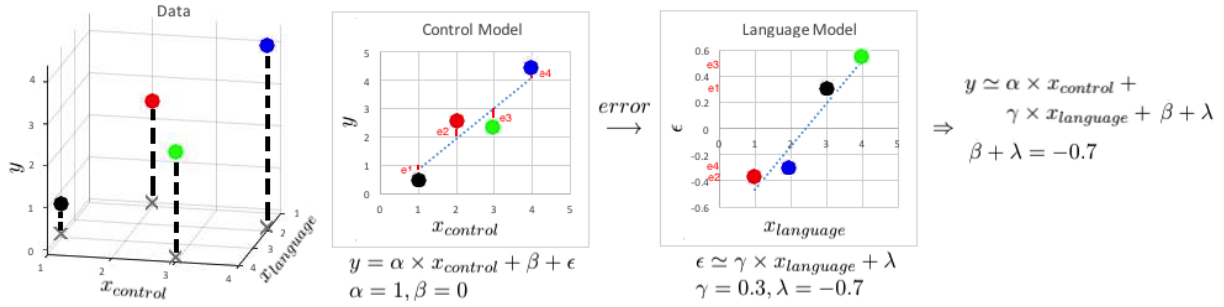 Data
y
4
3
2
1
0
1
2
3
4
x_control
1
2
3
4
x_language
Control Model
y
5
4
3
2
1
0
e1
e2
e3
e4
0 1 2 3 4 5
x_control
y = α × x_control + β + ϵ
α = 1, β = 0
error
→
Language Model
ϵ
0.6
e3
0.4
e1
0.2
0
-0.2
e4
e2
-0.4
-0.6
0 1 2 3 4 5
x_language
ϵ ≃ γ × x_language + λ
γ = 0.3, λ = −0.7
⇒
y ≃ α × x_control +
γ × x_language + β + λ
β + λ = −0.7